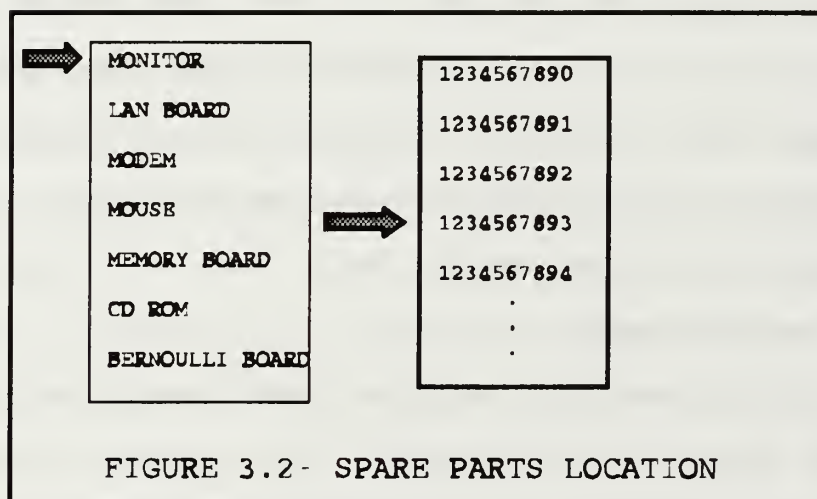 MONITOR
LAN BOARD
MODEM
MOUSE
MEMORY BOARD
CD ROM
BERNOULLI BOARD
1234567890
1234567891
1234567892
1234567893
1234567894
.
.
.
FIGURE 3.2- SPARE PARTS LOCATION